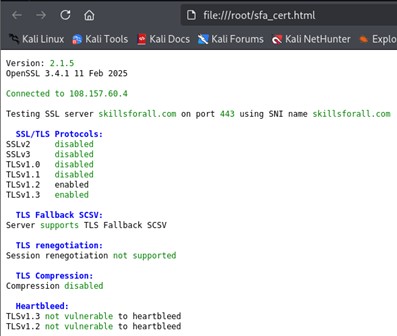 file:///root/sfa_cert.html
Kali Linux Kali Tools Kali Docs Kali Forums Kali NetHunter Explo
Version: 2.1.5
OpenSSL 3.4.1 11 Feb 2025
Connected to 108.157.60.4
Testing SSL server skillsforall.com on port 443 using SNI name skillsforall.com
SSL/TLS Protocols:
SSLv2 disabled
SSLv3 disabled
TLSv1.0 disabled
TLSv1.1 disabled
TLSv1.2 enabled
TLSv1.3 enabled
TLS Fallback SCSV:
Server supports TLS Fallback SCSV
TLS renegotiation:
Session renegotiation not supported
TLS Compression:
Compression disabled
Heartbleed:
TLSv1.3 not vulnerable to heartbleed
TLSv1.2 not vulnerable to heartbleed